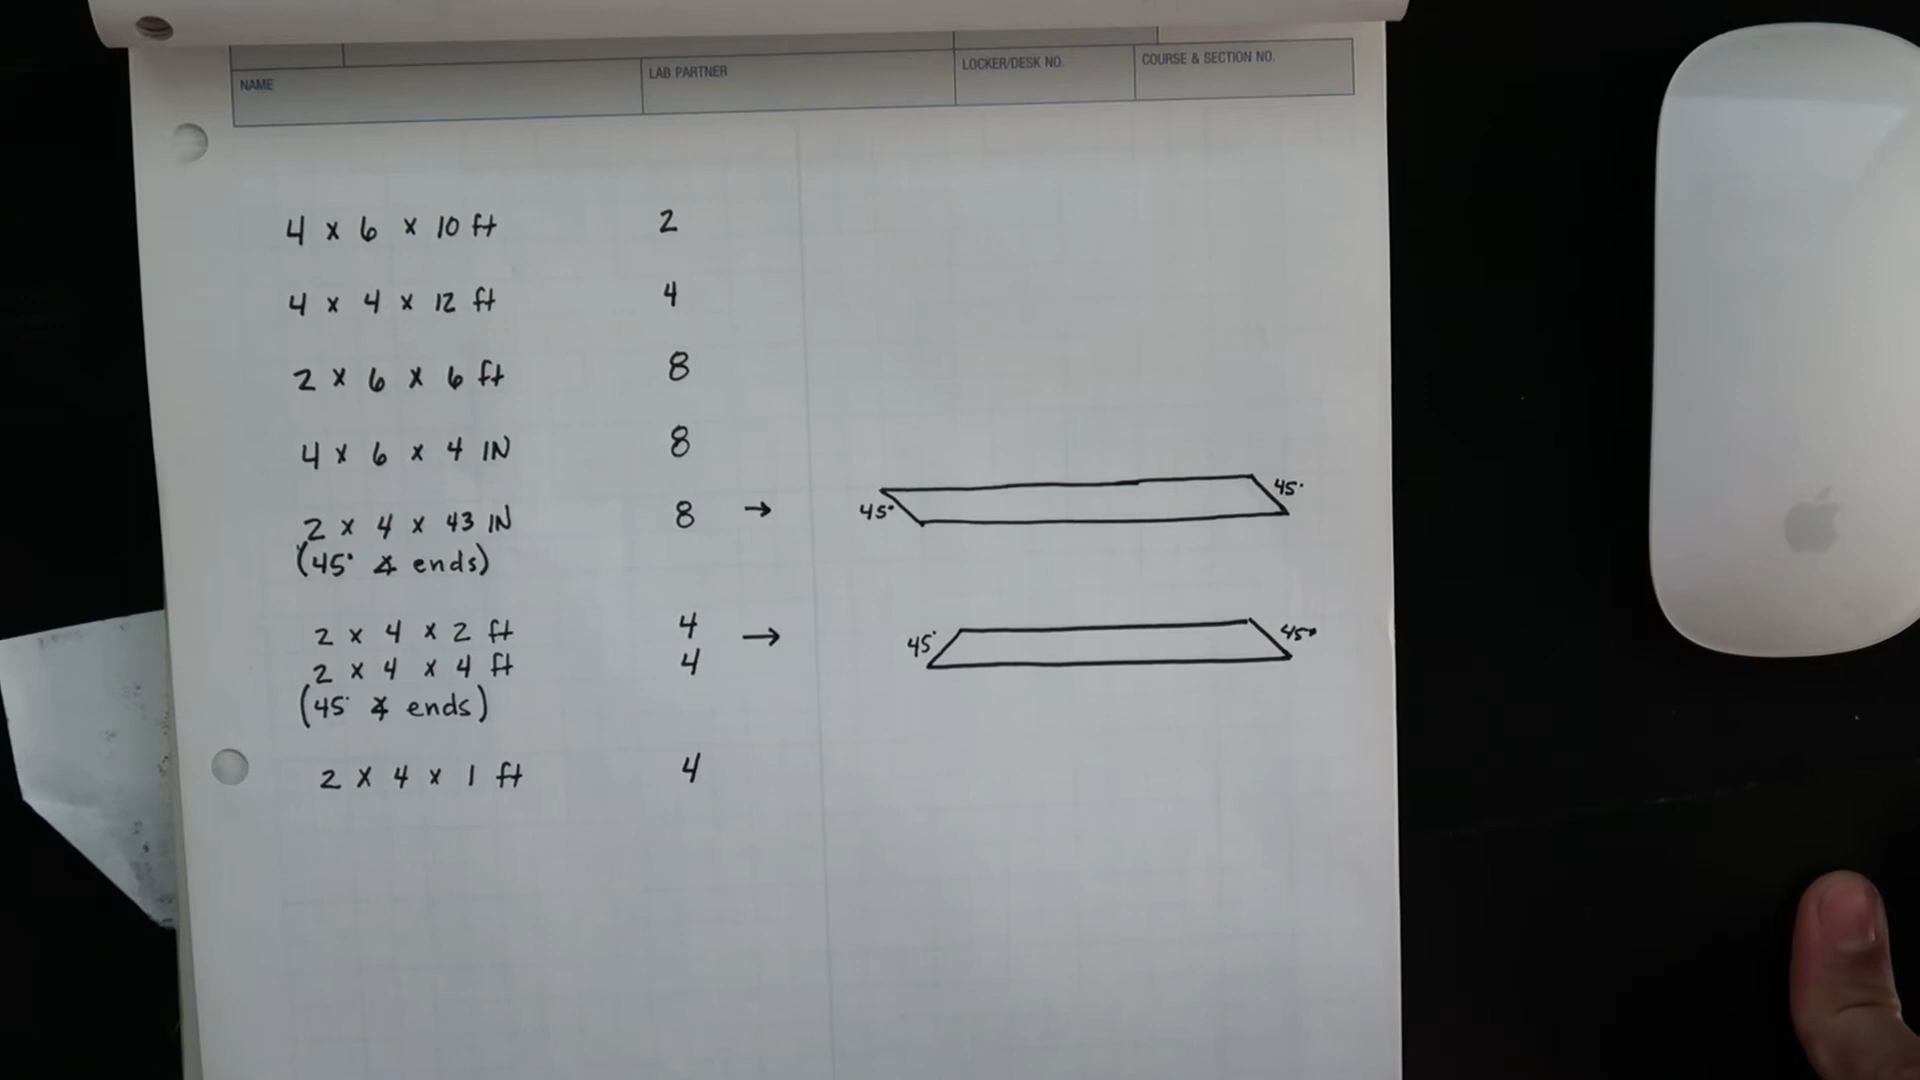 NAME
LAB PARTNER
LOCKER/DESK NO.
COURSE & SECTION NO.
4 x 6 x 10 ft 2
4 x 4 x 12 ft 4
2 x 6 x 6 ft 8
4 x 6 x 4 IN 8
2 x 4 x 43 IN 8 →
(45° ∡ ends)
45° 45°
2 x 4 x 2 ft 4 →
2 x 4 x 4 ft 4
(45° ∡ ends)
45° 45°
2 x 4 x 1 ft 4